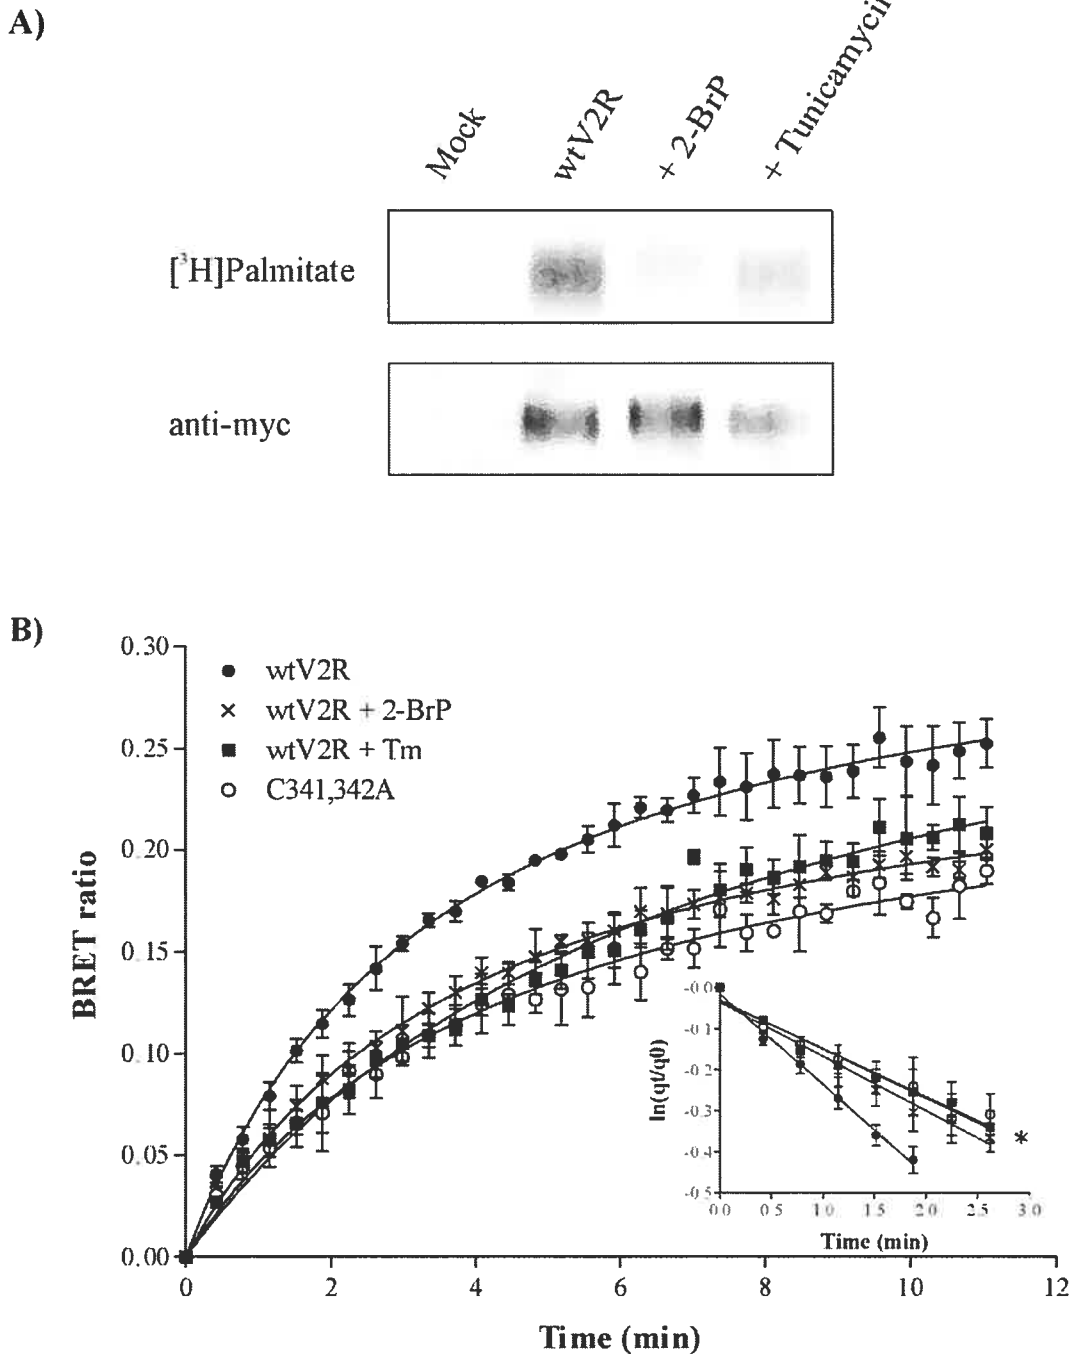 A)
Mock
wtV2R
+ 2-BrP
+ Tunicamycin
[³H]Palmitate
anti-myc
B)
0.30
0.25
0.20
0.15
0.10
0.05
0.00
BRET ratio
wtV2R
wtV2R + 2-BrP
wtV2R + Tm
C341,342A
0
2
4
6
8
10
12
Time (min)
-0.0
-0.1
-0.2
-0.3
-0.4
-0.5
ln(qt/q0)
0.0
0.5
1.0
1.5
2.0
2.5
3.0
*
Time (min)